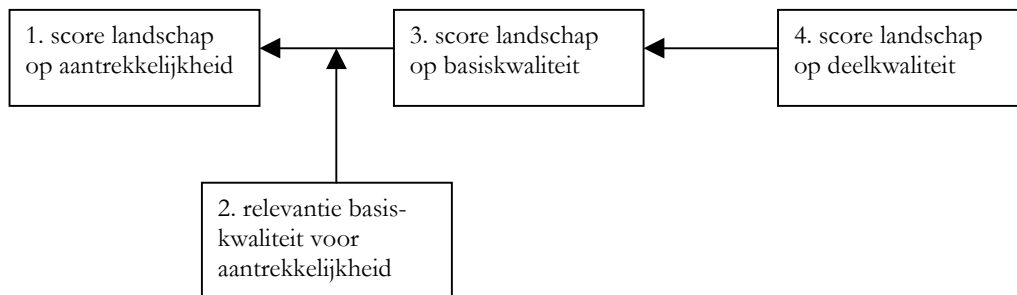 1. score landschap
op aantrekkelijkheid
3. score landschap
op basiskwaliteit
4. score landschap
op deelkwaliteit
2. relevantie basis-
kwaliteit voor
aantrekkelijkheid